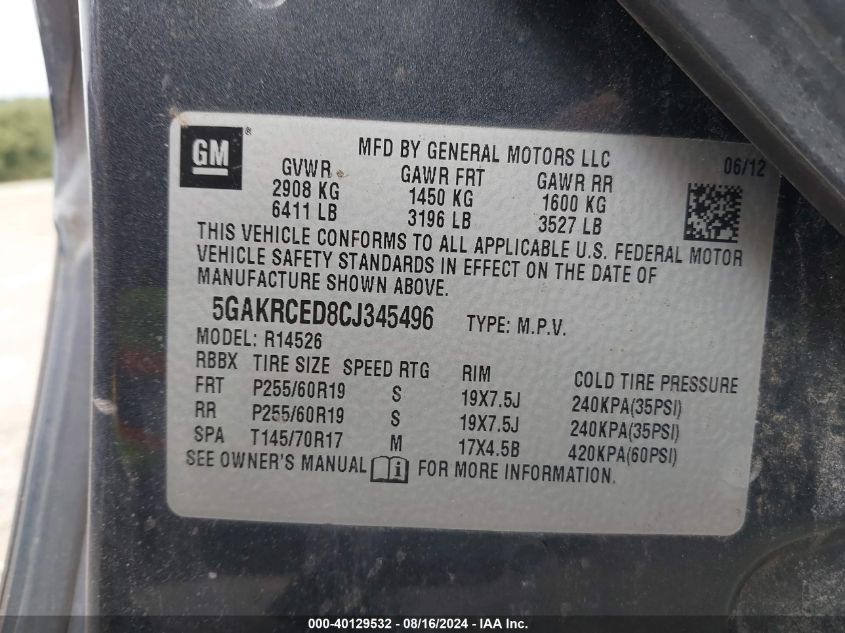 GM®
MFD BY GENERAL MOTORS LLC
06/12
GVWR GAWR FRT GAWR RR
2908 KG 1450 KG 1600 KG
6411 LB 3196 LB 3527 LB
THIS VEHICLE CONFORMS TO ALL APPLICABLE U.S. FEDERAL MOTOR
VEHICLE SAFETY STANDARDS IN EFFECT ON THE DATE OF
MANUFACTURE SHOWN ABOVE.
5GAKRCED8CJ345496 TYPE: M.P.V.
MODEL: R14526
RBBX TIRE SIZE SPEED RTG RIM COLD TIRE PRESSURE
FRT P255/60R19 S 19X7.5J 240KPA(35PSI)
RR P255/60R19 S 19X7.5J 240KPA(35PSI)
SPA T145/70R17 M 17X4.5B 420KPA(60PSI)
SEE OWNER'S MANUAL i FOR MORE INFORMATION.
000-40129532 - 08/16/2024 - IAA Inc.